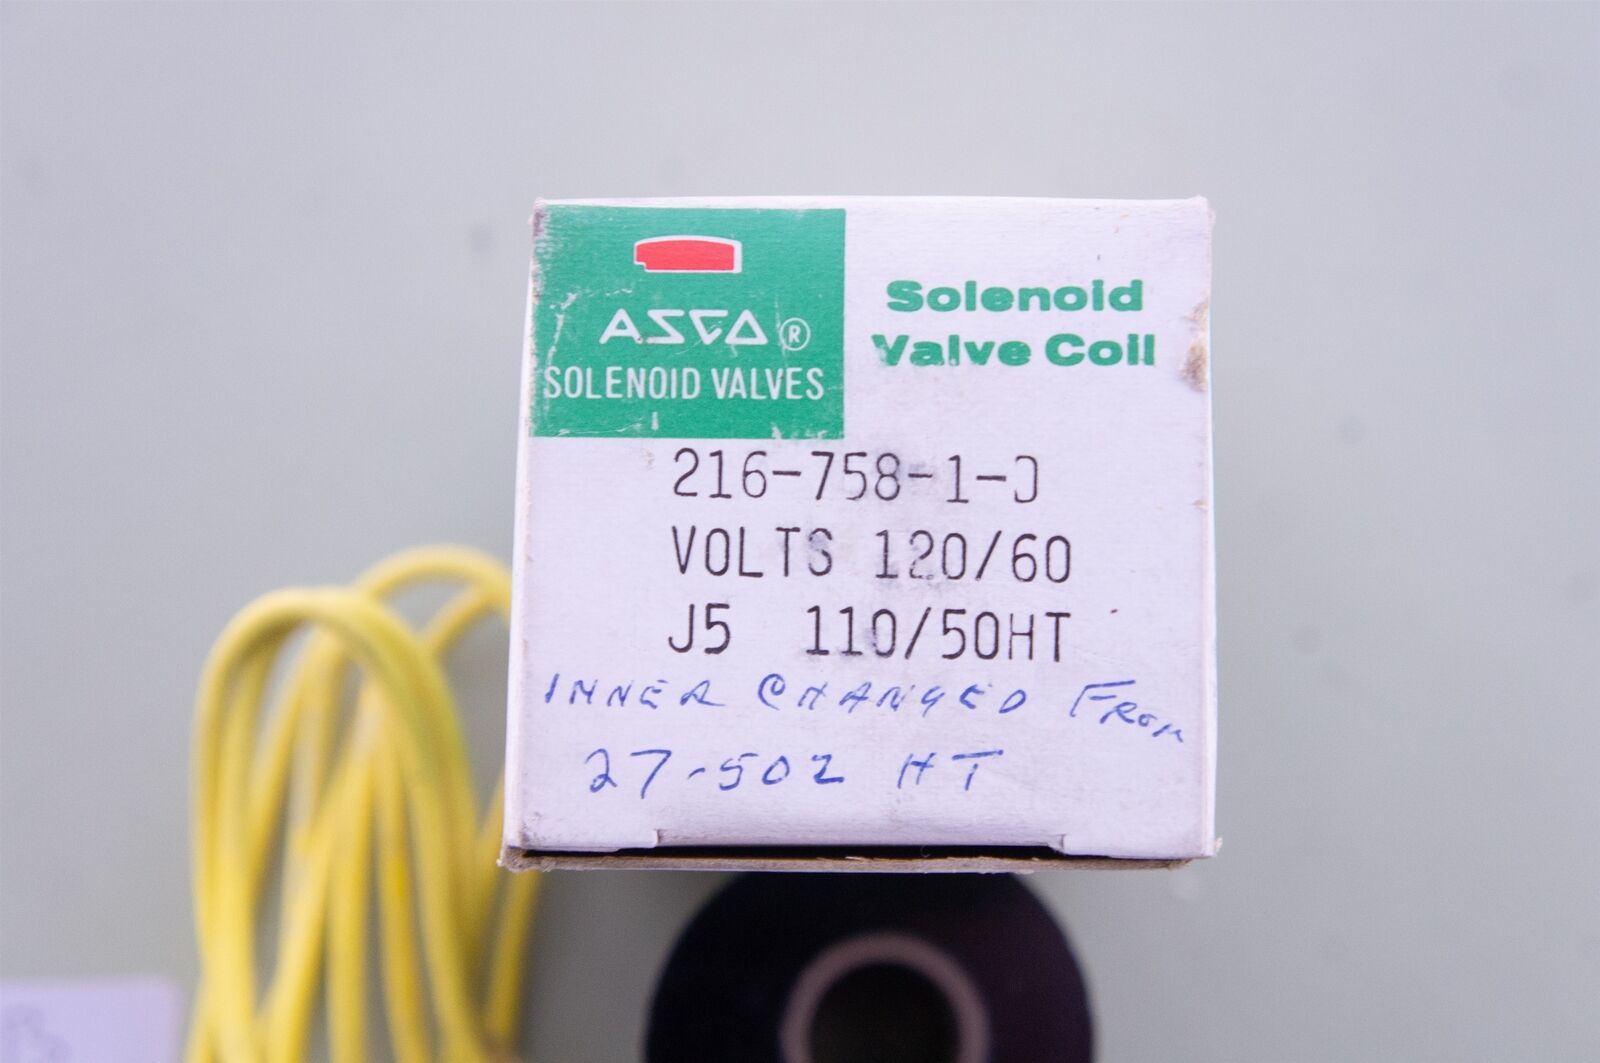 ASCO®
SOLENOID VALVES
Solenoid
Valve Coil
216-758-1-D
VOLTS 120/60
J5 110/50HT
INNER CHANGED FROM
27-502 HT